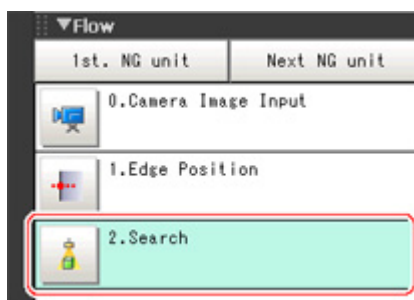 ▼Flow
1st. NG unit
Next NG unit
0.Camera Image Input
1.Edge Position
2.Search